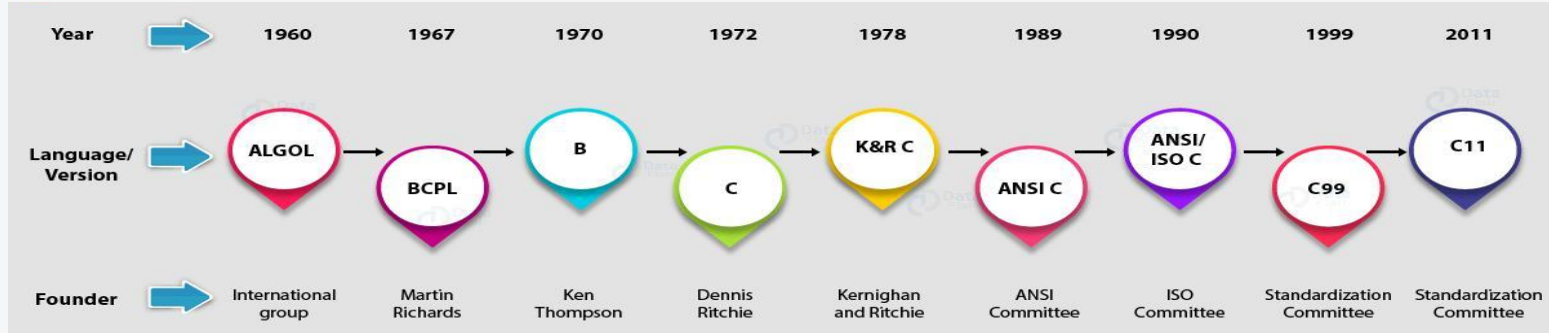 Year 1960 1967 1970 1972 1978 1989 1990 1999 2011
Language/
Version
ALGOL
BCPL
B
C
K&R C
ANSI C
ANSI/
ISO C
C99
C11
Founder
International
group
Martin
Richards
Ken
Thompson
Dennis
Ritchie
Kernighan
and Ritchie
ANSI
Committee
ISO
Committee
Standardization
Committee
Standardization
Committee